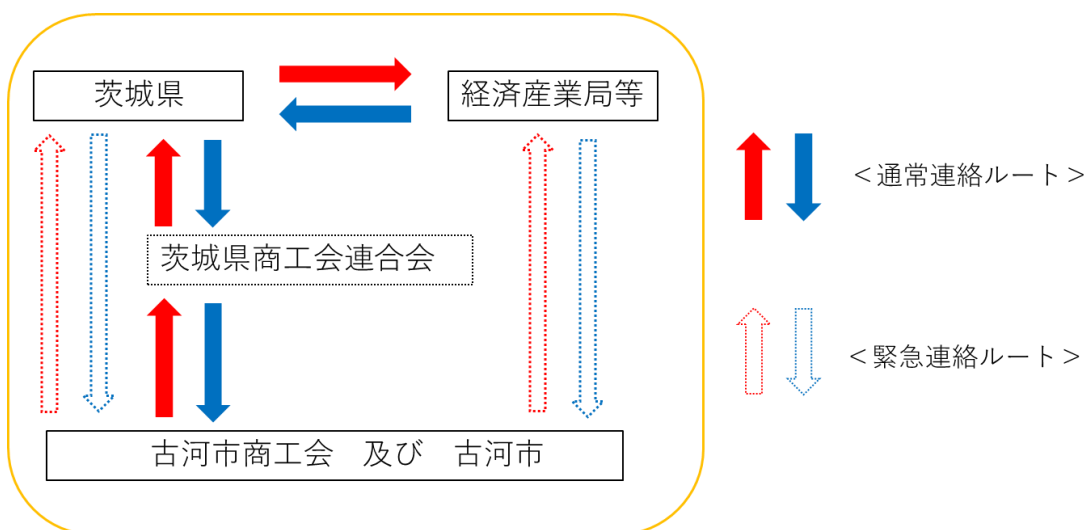 茨城県
経済産業局等
＜通常連絡ルート＞
茨城県商工会連合会
＜緊急連絡ルート＞
古河市商工会　及び　古河市